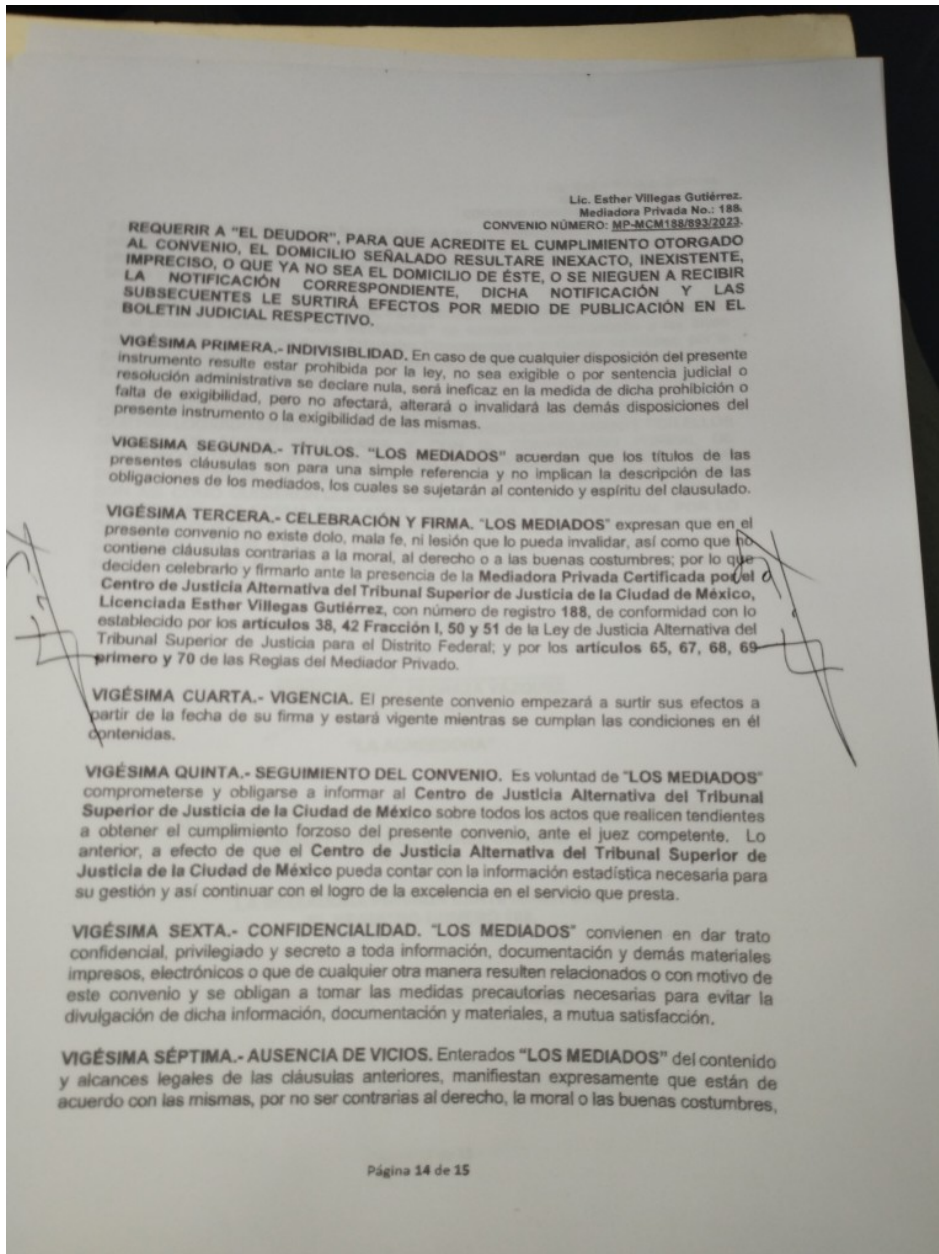 Lic. Esther Villegas Gutiérrez.
Mediadora Privada No.: 188.
CONVENIO NÚMERO: MP-MCM188/893/2023.
REQUERIR A "EL DEUDOR", PARA QUE ACREDITE EL CUMPLIMIENTO OTORGADO
AL CONVENIO, EL DOMICILIO SEÑALADO RESULTARE INEXACTO, INEXISTENTE,
IMPRECISO, O QUE YA NO SEA EL DOMICILIO DE ÉSTE, O SE NIEGUEN A RECIBIR
LA NOTIFICACIÓN CORRESPONDIENTE, DICHA NOTIFICACIÓN Y LAS
SUBSECUENTES LE SURTIRÁ EFECTOS POR MEDIO DE PUBLICACIÓN EN EL
BOLETIN JUDICIAL RESPECTIVO.
VIGÉSIMA PRIMERA.- INDIVISIBLIDAD. En caso de que cualquier disposición del presente
instrumento resulte estar prohibida por la ley, no sea exigible o por sentencia judicial o
resolución administrativa se declare nula, será ineficaz en la medida de dicha prohibición o
falta de exigibilidad, pero no afectará, alterará o invalidará las demás disposiciones del
presente instrumento o la exigibilidad de las mismas.
VIGESIMA SEGUNDA.- TÍTULOS. "LOS MEDIADOS" acuerdan que los títulos de las
presentes cláusulas son para una simple referencia y no implican la descripción de las
obligaciones de los mediados, los cuales se sujetarán al contenido y espíritu del clausulado.
VIGÉSIMA TERCERA.- CELEBRACIÓN Y FIRMA. "LOS MEDIADOS" expresan que en el
presente convenio no existe dolo, mala fe, ni lesión que lo pueda invalidar, así como que no
contiene cláusulas contrarias a la moral, al derecho o a las buenas costumbres; por lo que
deciden celebrarlo y firmarlo ante la presencia de la Mediadora Privada Certificada por el
Centro de Justicia Alternativa del Tribunal Superior de Justicia de la Ciudad de México,
Licenciada Esther Villegas Gutiérrez, con número de registro 188, de conformidad con lo
establecido por los artículos 38, 42 Fracción I, 50 y 51 de la Ley de Justicia Alternativa del
Tribunal Superior de Justicia para el Distrito Federal; y por los artículos 65, 67, 68, 69
primero y 70 de las Reglas del Mediador Privado.
VIGÉSIMA CUARTA.- VIGENCIA. El presente convenio empezará a surtir sus efectos a
partir de la fecha de su firma y estará vigente mientras se cumplan las condiciones en él
contenidas.
VIGÉSIMA QUINTA.- SEGUIMIENTO DEL CONVENIO. Es voluntad de "LOS MEDIADOS"
comprometerse y obligarse a informar al Centro de Justicia Alternativa del Tribunal
Superior de Justicia de la Ciudad de México sobre todos los actos que realicen tendientes
a obtener el cumplimiento forzoso del presente convenio, ante el juez competente. Lo
anterior, a efecto de que el Centro de Justicia Alternativa del Tribunal Superior de
Justicia de la Ciudad de México pueda contar con la información estadística necesaria para
su gestión y así continuar con el logro de la excelencia en el servicio que presta.
VIGÉSIMA SEXTA.- CONFIDENCIALIDAD. "LOS MEDIADOS" convienen en dar trato
confidencial, privilegiado y secreto a toda información, documentación y demás materiales
impresos, electrónicos o que de cualquier otra manera resulten relacionados o con motivo de
este convenio y se obligan a tomar las medidas precautorias necesarias para evitar la
divulgación de dicha información, documentación y materiales, a mutua satisfacción.
VIGÉSIMA SÉPTIMA.- AUSENCIA DE VICIOS. Enterados "LOS MEDIADOS" del contenido
y alcances legales de las cláusulas anteriores, manifiestan expresamente que están de
acuerdo con las mismas, por no ser contrarias al derecho, la moral o las buenas costumbres,
Página 14 de 15